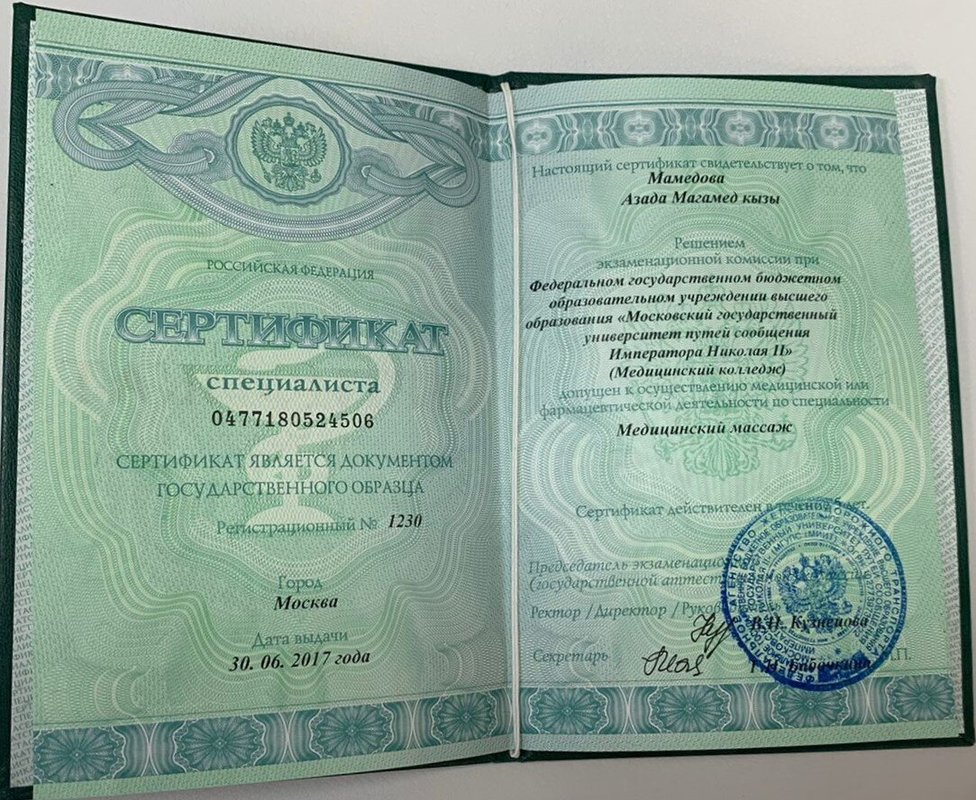 РОССИЙСКАЯ ФЕДЕРАЦИЯ
СЕРТИФИКАТ
специалиста
0477180524506
СЕРТИФИКАТ ЯВЛЯЕТСЯ ДОКУМЕНТОМ
ГОСУДАРСТВЕННОГО ОБРАЗЦА
Регистрационный № 1230
Город
Москва
Дата выдачи
30. 06. 2017 года
Настоящий сертификат свидетельствует о том, что
Мамедова
Азада Магамед кызы
Решением
экзаменационной комиссии при
Федеральном государственном бюджетном
образовательном учреждении высшего
образования «Московский государственный
университет путей сообщения
Императора Николая II»
(Медицинский колледж)
допущен к осуществлению медицинской или
фармацевтической деятельности по специальности
Медицинский массаж
Сертификат действителен в течение 5 лет.
Председатель
(государственной
Ректор /Директор
В.П. Кузнецова
Секретарь
М.П.